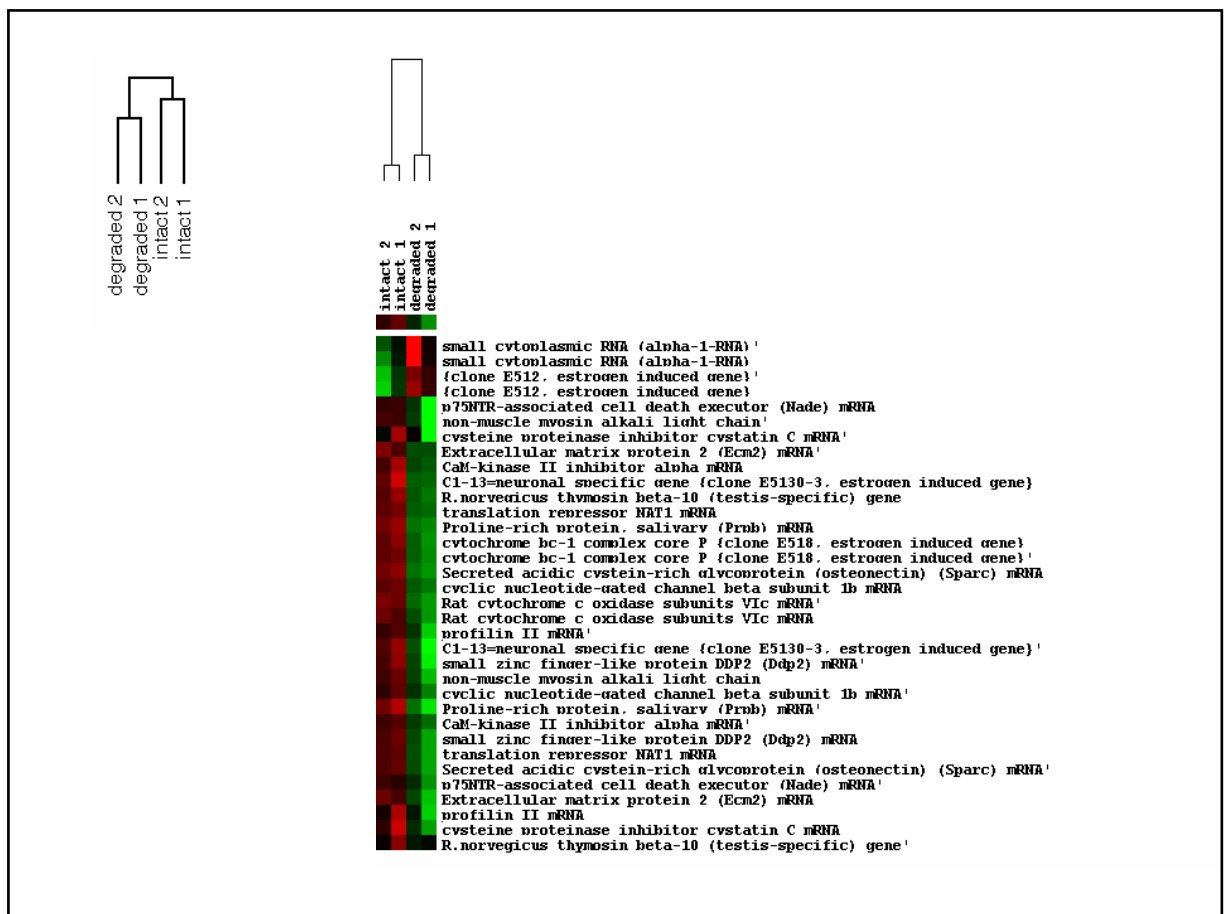 degraded 2
degraded 1
intact 2
intact 1
intact 2
intact 1
degraded 2
degraded 1
small cytoplasmic RNA (alpha-1-RNA)'
small cytoplasmic RNA (alpha-1-RNA)
{clone E512, estrogen induced gene}'
{clone E512, estrogen induced gene}
p75NTR-associated cell death executor (Nade) mRNA
non-muscle myosin alkali light chain'
cysteine proteinase inhibitor cystatin C mRNA'
Extracellular matrix protein 2 (Ecm2) mRNA'
CaM-kinase II inhibitor alpha mRNA
C1-13=neuronal specific gene {clone E5130-3, estrogen induced gene}
R.norvegicus thymosin beta-10 (testis-specific) gene
translation repressor NAT1 mRNA
Proline-rich protein, salivary (Prpb) mRNA
cytochrome bc-1 complex core P {clone E518, estrogen induced gene}
cytochrome bc-1 complex core P {clone E518, estrogen induced gene}'
Secreted acidic cystein-rich glycoprotein (osteonectin) (Sparc) mRNA
cyclic nucleotide-gated channel beta subunit 1b mRNA
Rat cytochrome c oxidase subunits VIc mRNA'
Rat cytochrome c oxidase subunits VIc mRNA
profilin II mRNA'
C1-13=neuronal specific gene {clone E5130-3, estrogen induced gene}'
small zinc finger-like protein DDP2 (Ddp2) mRNA'
non-muscle myosin alkali light chain
cyclic nucleotide-gated channel beta subunit 1b mRNA'
Proline-rich protein, salivary (Prpb) mRNA'
CaM-kinase II inhibitor alpha mRNA'
small zinc finger-like protein DDP2 (Ddp2) mRNA
translation repressor NAT1 mRNA
Secreted acidic cystein-rich glycoprotein (osteonectin) (Sparc) mRNA'
p75NTR-associated cell death executor (Nade) mRNA'
Extracellular matrix protein 2 (Ecm2) mRNA
profilin II mRNA
cysteine proteinase inhibitor cystatin C mRNA
R.norvegicus thymosin beta-10 (testis-specific) gene'